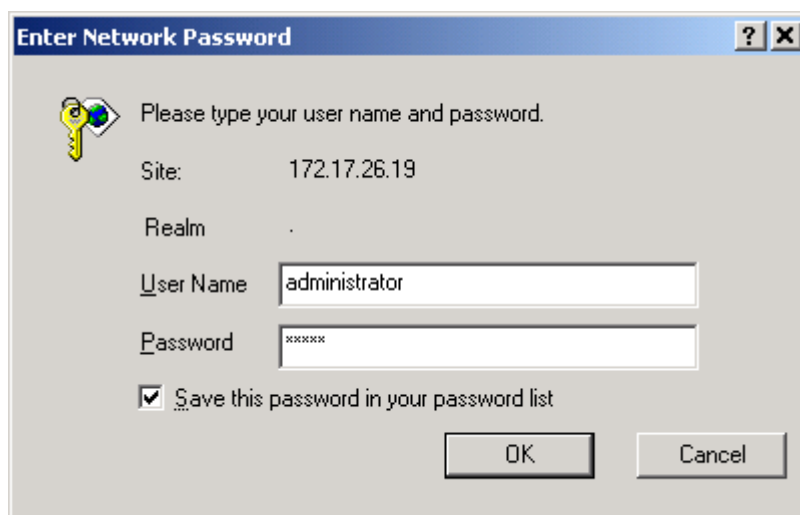 Enter Network Password
Please type your user name and password.
Site: 172.17.26.19
Realm .
User Name administrator
Password *****
Save this password in your password list
OK Cancel